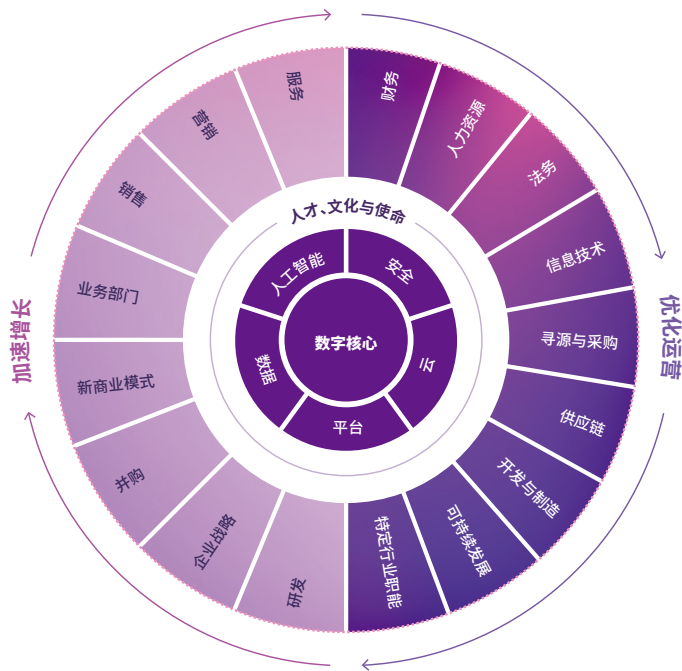 服务
营销
销售
业务部门
新商业模式
并购
企业战略
研发
财务
人力资源
法务
信息技术
寻源与采购
供应链
开发与制造
可持续发展
特定行业职能
人才、文化与使命
人工智能
安全
云
平台
数据
数字核心
加速增长
优化运营